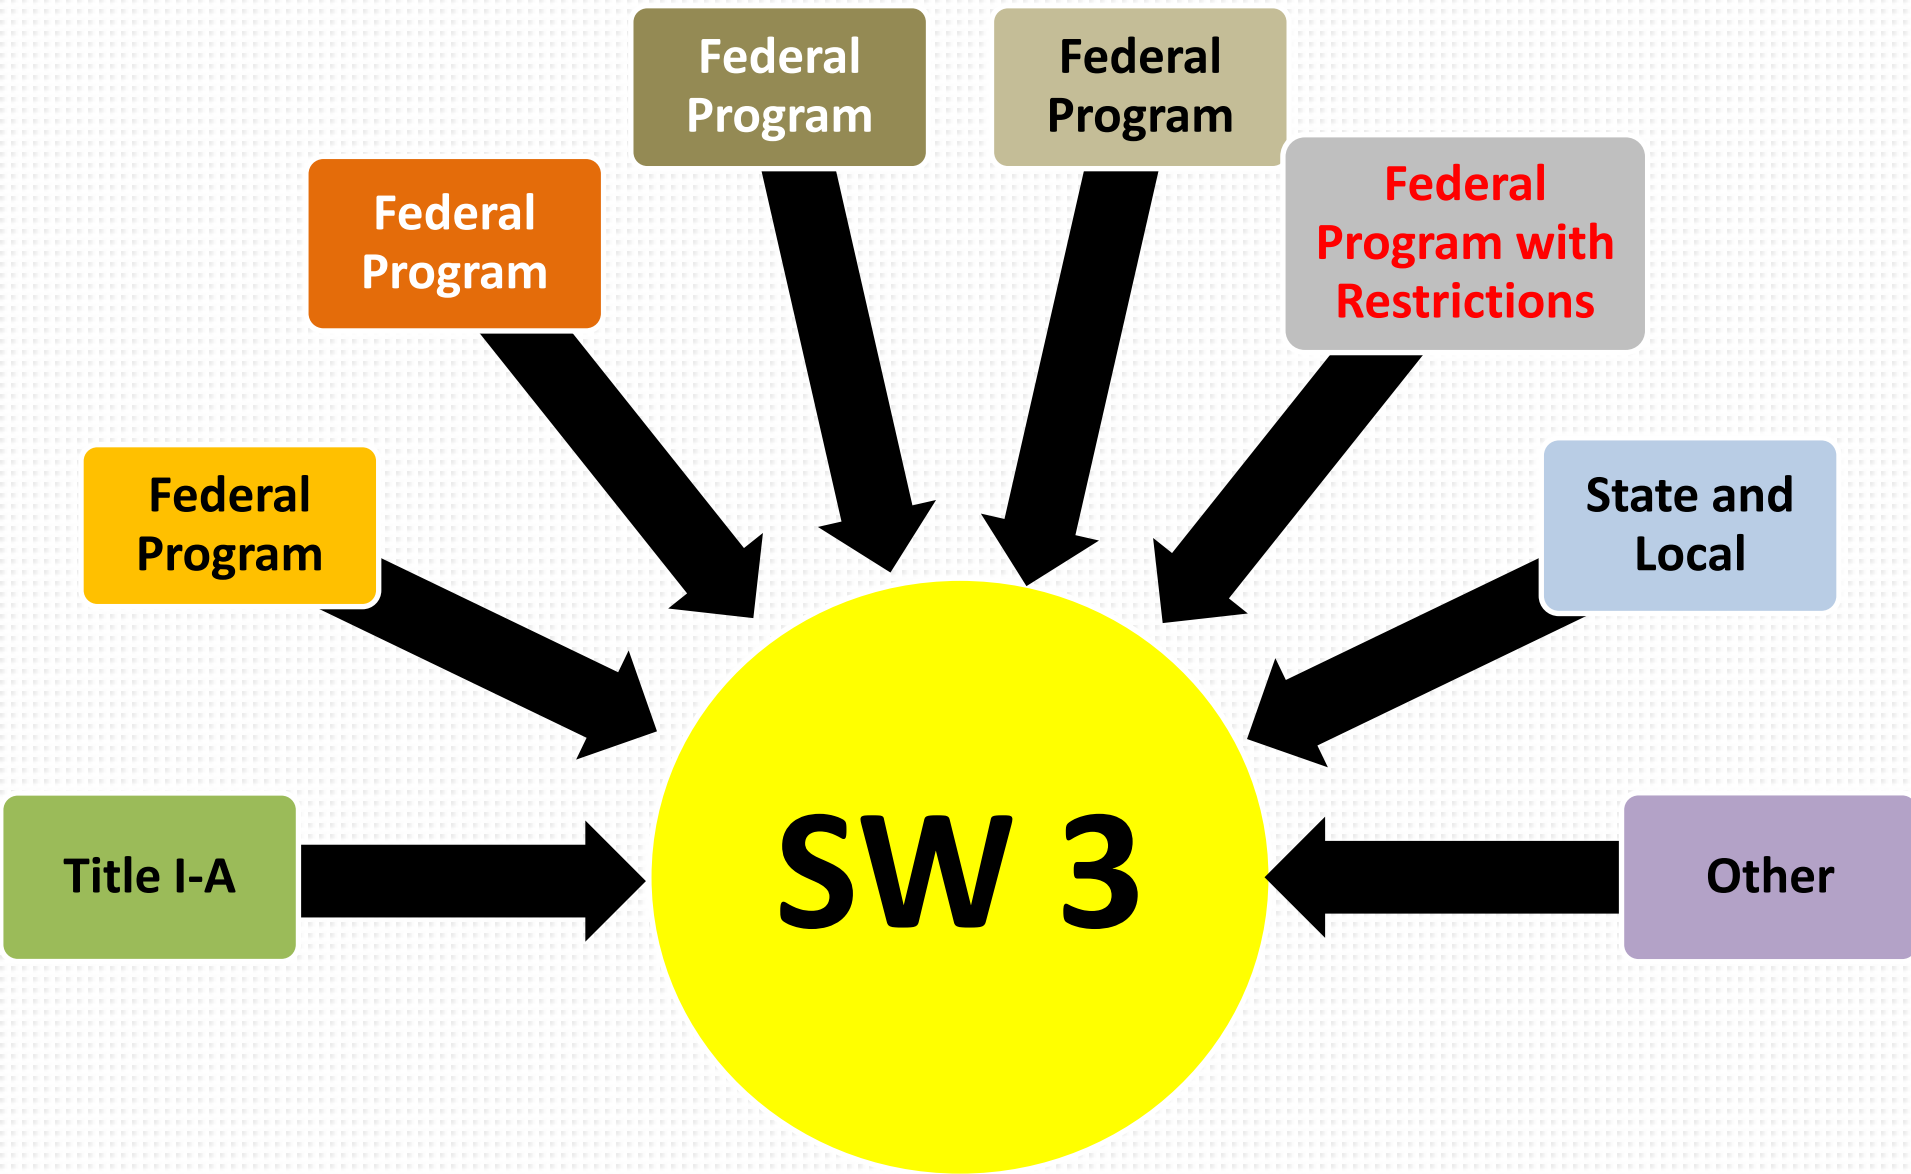 Federal
Program
Federal
Program
Federal
Program with
Restrictions
Federal
Program
Federal
Program
State and
Local
Title I-A
SW 3
Other